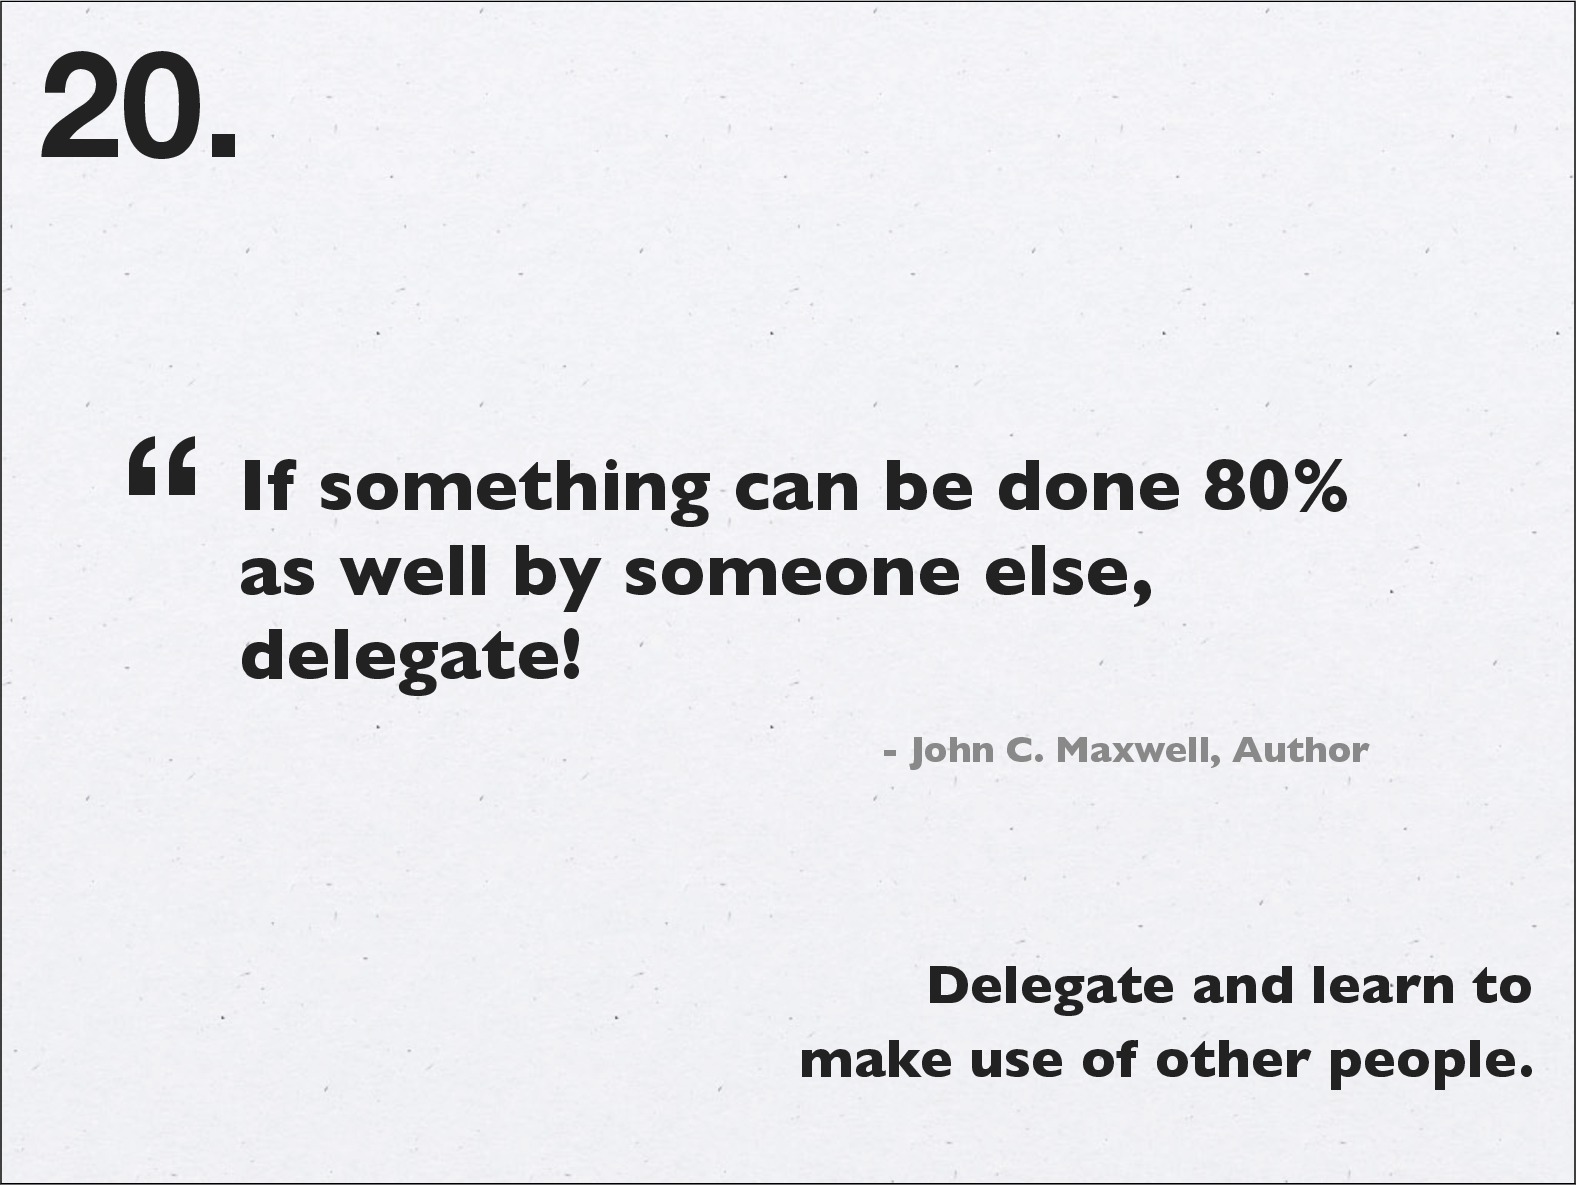 20.
“ If something can be done 80%
as well by someone else,
delegate!
- John C. Maxwell, Author
Delegate and learn to
make use of other people.